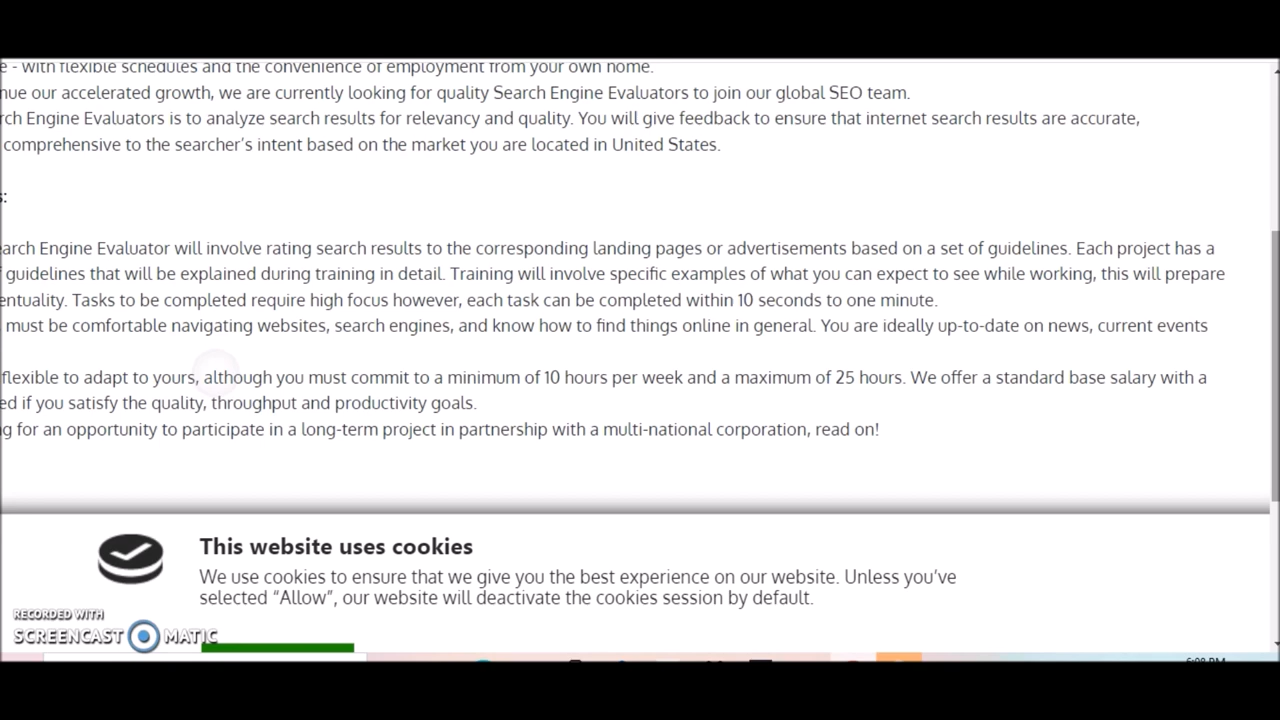 e - with flexible schedules and the convenience of employment from your own home.
nue our accelerated growth, we are currently looking for quality Search Engine Evaluators to join our global SEO team.
rch Engine Evaluators is to analyze search results for relevancy and quality. You will give feedback to ensure that internet search results are accurate,
comprehensive to the searcher's intent based on the market you are located in United States.
s:
earch Engine Evaluator will involve rating search results to the corresponding landing pages or advertisements based on a set of guidelines. Each project has a
f guidelines that will be explained during training in detail. Training will involve specific examples of what you can expect to see while working, this will prepare
entuality. Tasks to be completed require high focus however, each task can be completed within 10 seconds to one minute.
must be comfortable navigating websites, search engines, and know how to find things online in general. You are ideally up-to-date on news, current events
flexible to adapt to yours, although you must commit to a minimum of 10 hours per week and a maximum of 25 hours. We offer a standard base salary with a
ed if you satisfy the quality, throughput and productivity goals.
g for an opportunity to participate in a long-term project in partnership with a multi-national corporation, read on!
This website uses cookies
We use cookies to ensure that we give you the best experience on our website. Unless you've
selected “Allow”, our website will deactivate the cookies session by default.
RECORDED WITH
SCREENCAST MATIC
6:08 PM